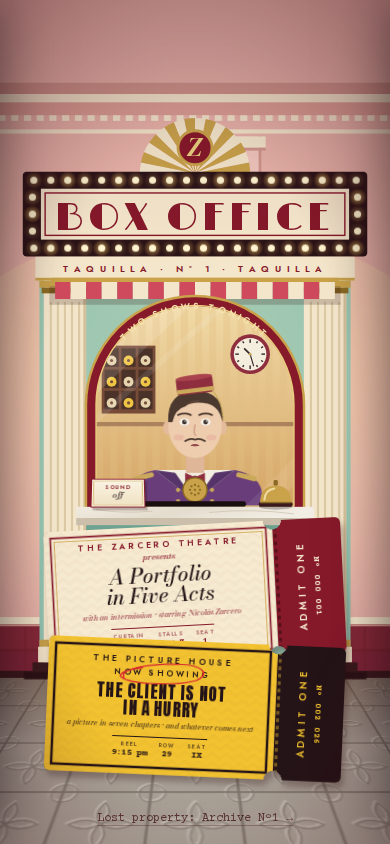 Z
BOX OFFICE
TAQUILLA · Nº 1 · TAQUILLA
TWO SHOWS TONIGHT
SOUND
off
THE ZARCERO THEATRE
presents
A Portfolio
in Five Acts
with an intermission · starring Nicolás Zarcero
CURTAIN STALLS SEAT
1
ADMIT ONE
Nº 000 001
THE PICTURE HOUSE
NOW SHOWING
THE CLIENT IS NOT
IN A HURRY
a picture in seven chapters · and whatever comes next
REEL ROW SEAT
9:15 pm 29 IX
ADMIT ONE
Nº 002 026
Lost property: Archive Nº1 →